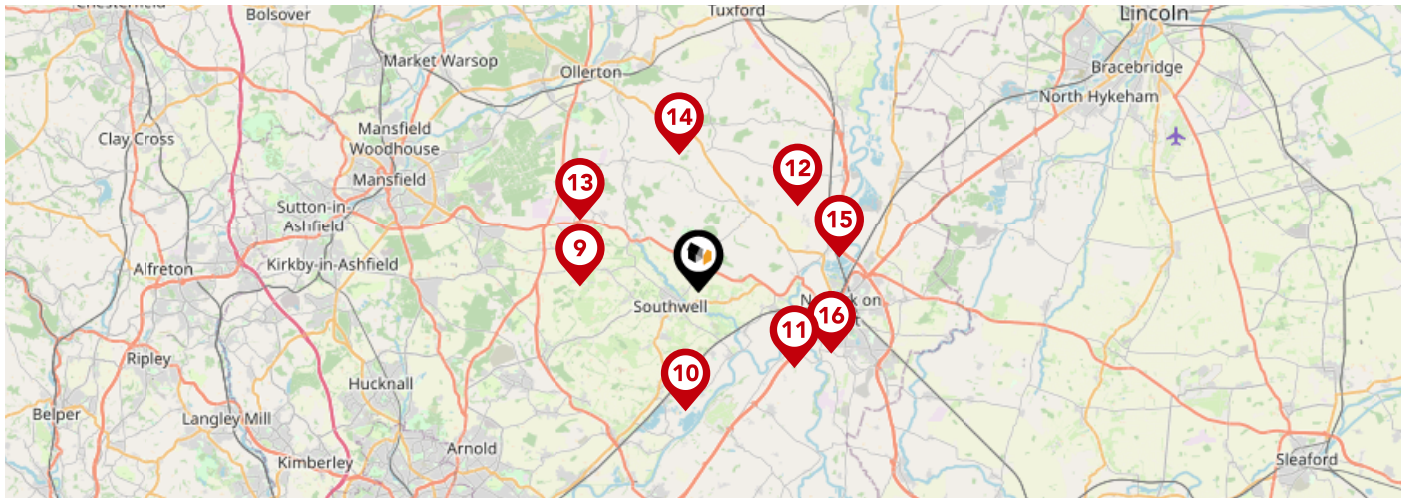 Bolsover
Tuxford
Lincoln
Market Warsop
Ollerton
Bracebridge
North Hykeham
14
Clay Cross
Mansfield
Woodhouse
12
Mansfield
13
Sutton-in-
Ashfield
15
9
Alfreton
Kirkby-in-Ashfield
Southwell
on
16
11
Ripley
10
Hucknall
Belper
Langley Mill
Arnold
Kimberley
Sleaford